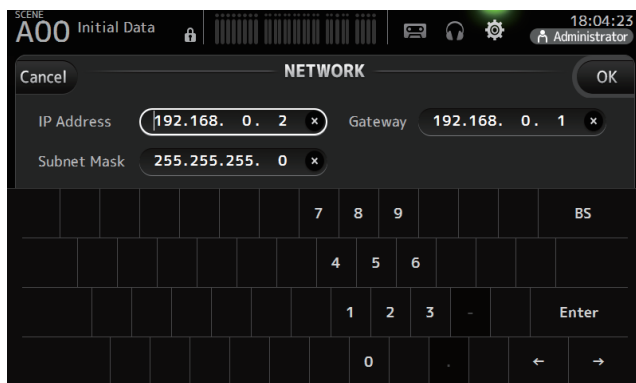 SCENE
A00 Initial Data
18:04:23
Administrator
Cancel
NETWORK
OK
IP Address 192.168. 0. 2 ×
Gateway 192.168. 0. 1 ×
Subnet Mask 255.255.255. 0 ×
7 8 9 BS
4 5 6
1 2 3 - Enter
0 . ← →